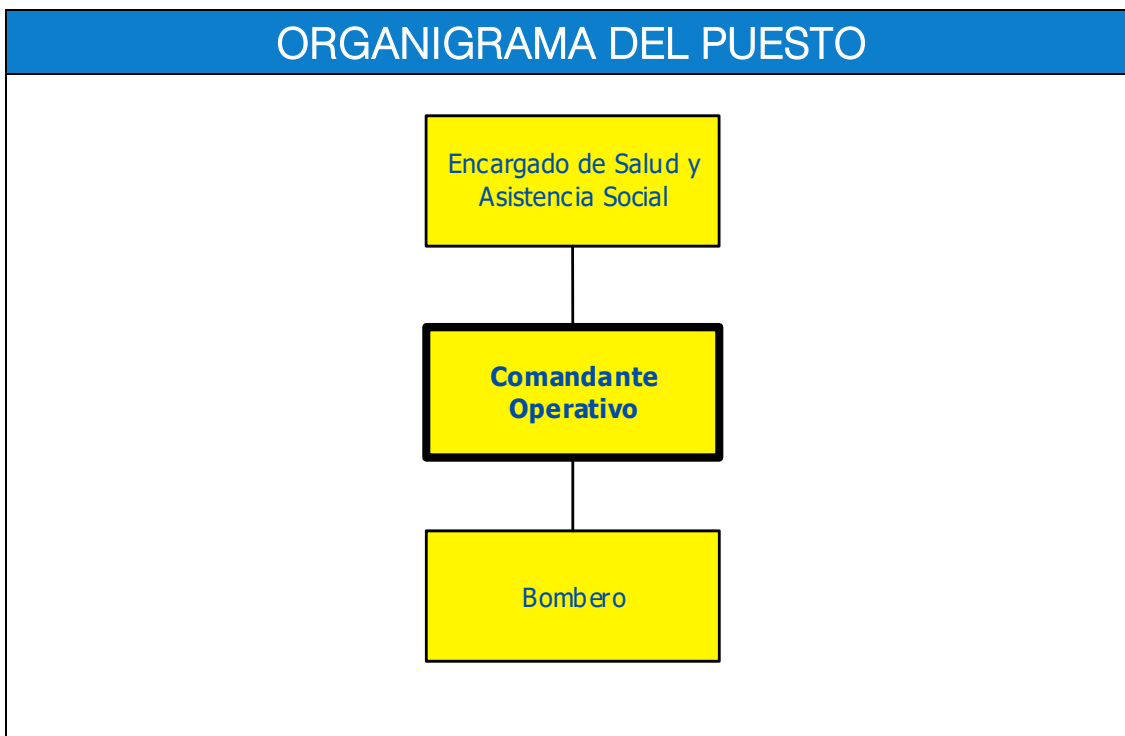 ORGANIGRAMA DEL PUESTO
Encargado de Salud y
Asistencia Social
Comandante
Operativo
Bombero